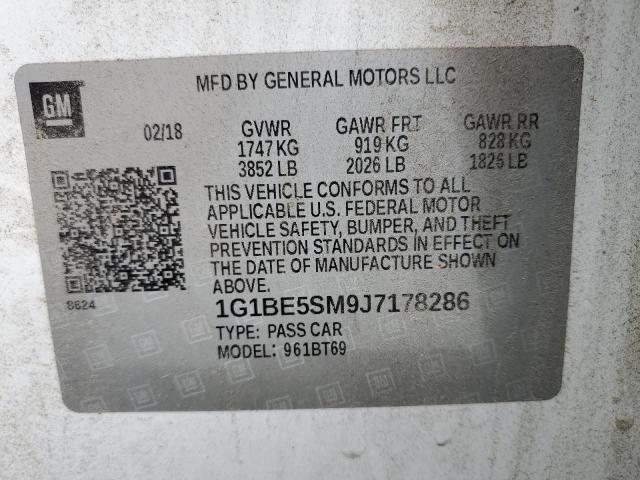 GM
MFD BY GENERAL MOTORS LLC
02/18 GVWR GAWR FRT GAWR RR
1747 KG 919 KG 828 KG
3852 LB 2026 LB 1826 LB
THIS VEHICLE CONFORMS TO ALL
APPLICABLE U.S. FEDERAL MOTOR
VEHICLE SAFETY, BUMPER, AND THEFT
PREVENTION STANDARDS IN EFFECT ON
THE DATE OF MANUFACTURE SHOWN
ABOVE.
8624
1G1BE5SM9J7178286
TYPE: PASS CAR
MODEL: 961BT69